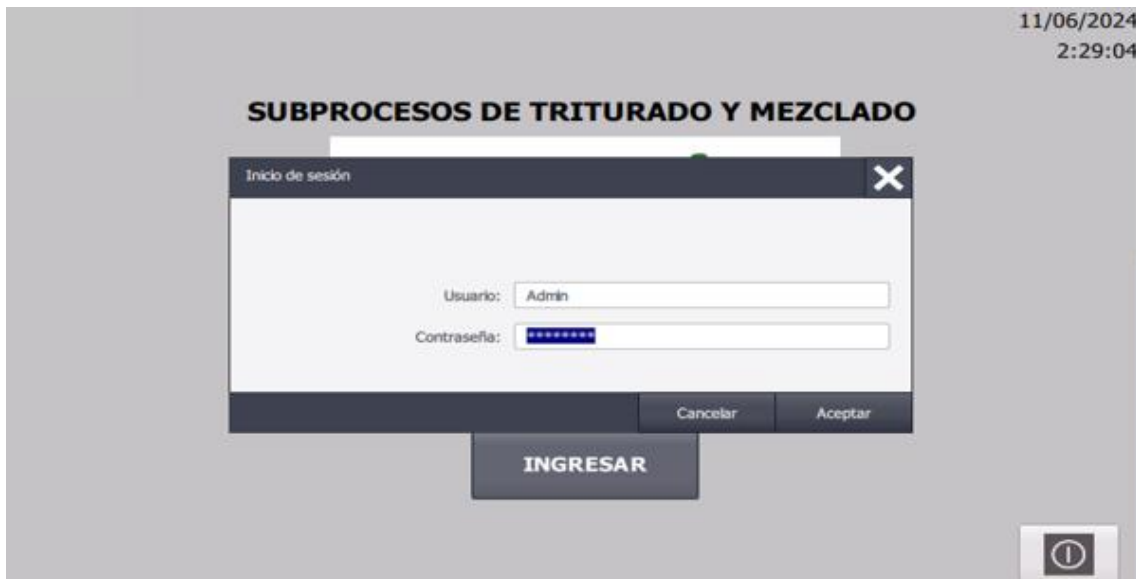 11/06/2024
2:29:04
SUBPROCESOS DE TRITURADO Y MEZCLADO
Inicio de sesión
Usuario: Admin
Contraseña: ********
Cancelar Aceptar
INGRESAR